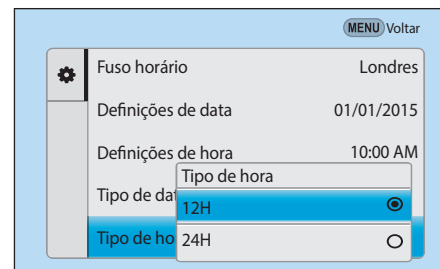 MENU Voltar
Fuso horário Londres
Definições de data 01/01/2015
Definições de hora 10:00 AM
Tipo de hora
Tipo de dat
12H
Tipo de ho
24H